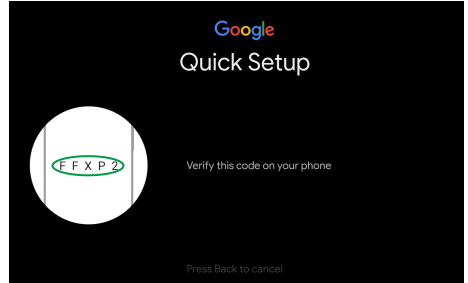 Google
Quick Setup
F F X P 2
Verify this code on your phone
Press Back to cancel